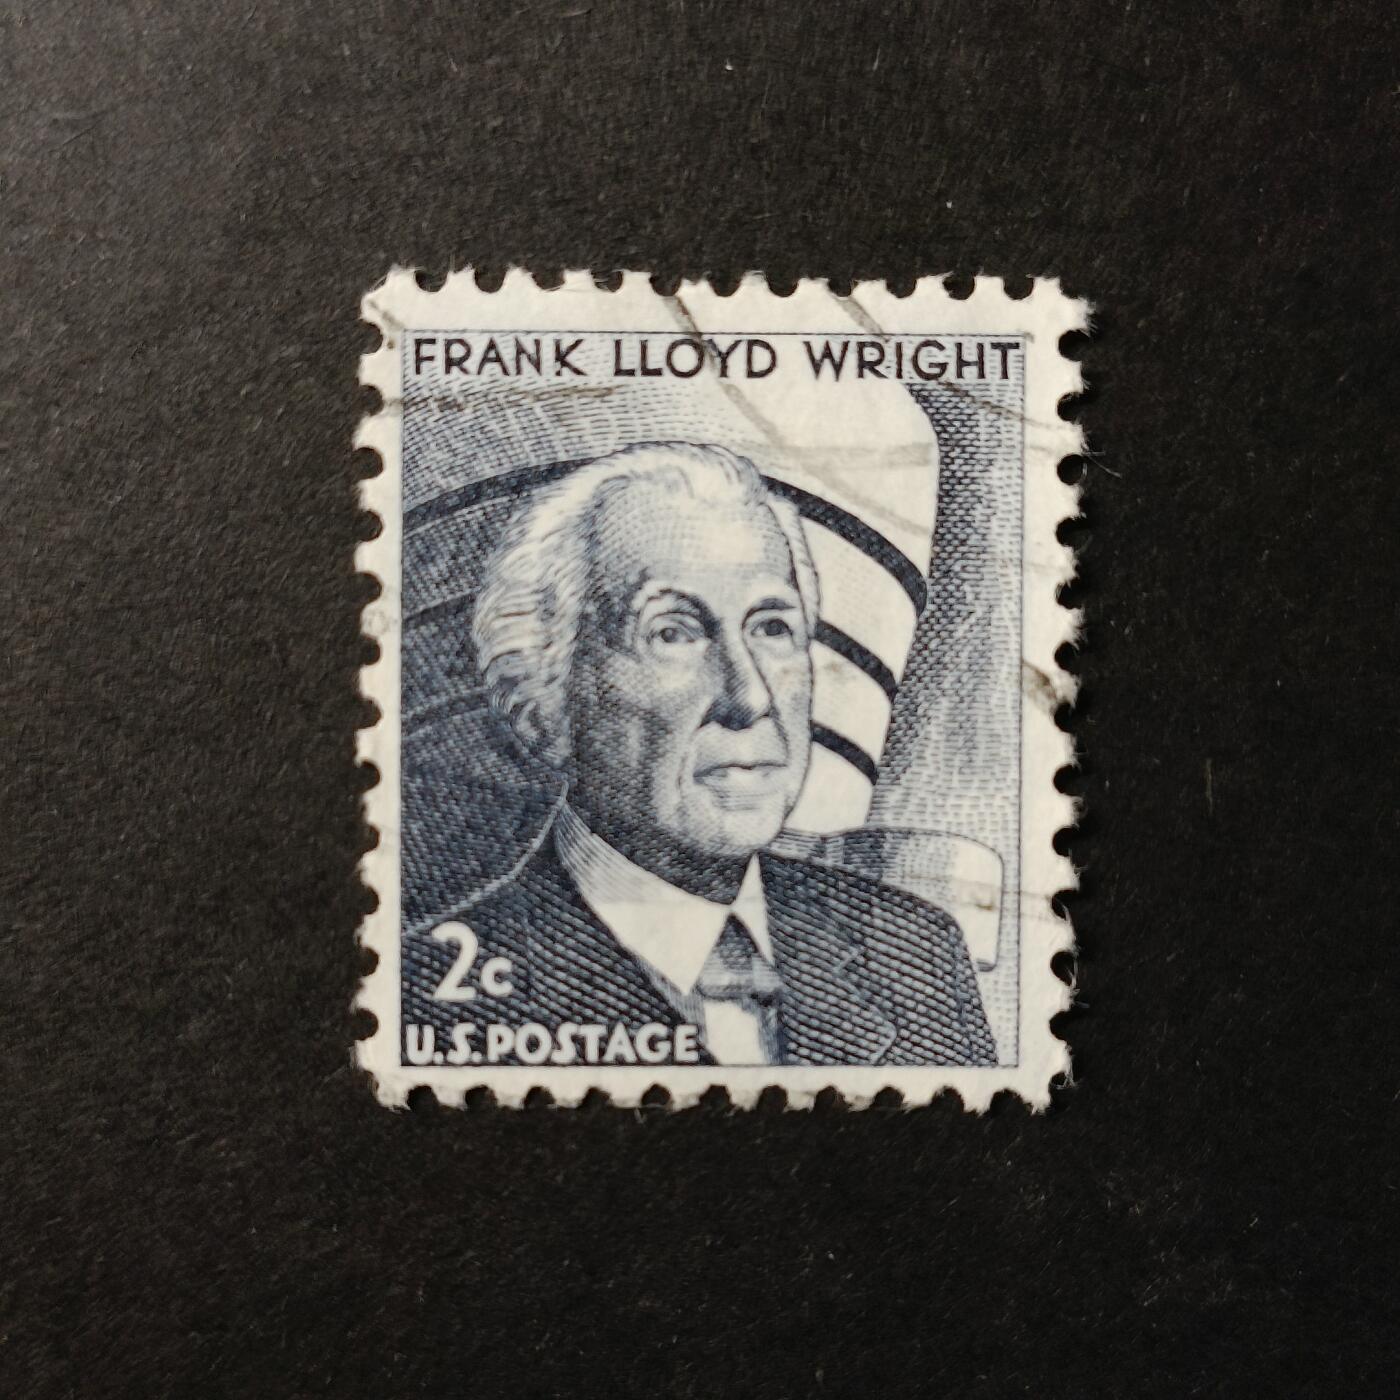 FRANK LLOYD WRIGHT
2c
U.S. POSTAGE